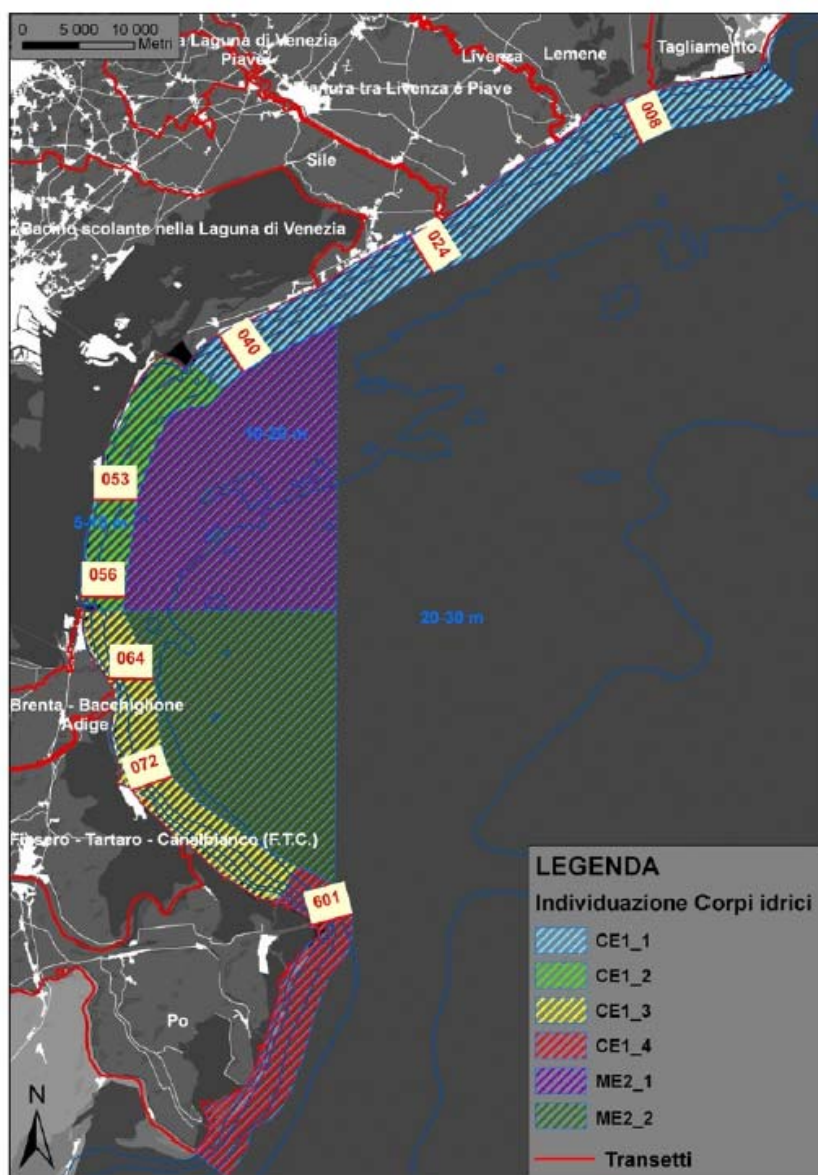 0 5 000 10 000
Metri
Laguna di Venezia
Piave
Livenza
Lemene
Tagliamento
Pianura tra Livenza e Piave
008
Sile
Bacino scolante nella Laguna di Venezia
024
040
10-20 m
053
056
20-30 m
064
Brenta - Bacchiglione
Adige
072
Fissero - Tartaro - Canalbianco (F.T.C.)
601
Po
N
LEGENDA
Individuazione Corpi idrici
CE1_1
CE1_2
CE1_3
CE1_4
ME2_1
ME2_2
Transetti